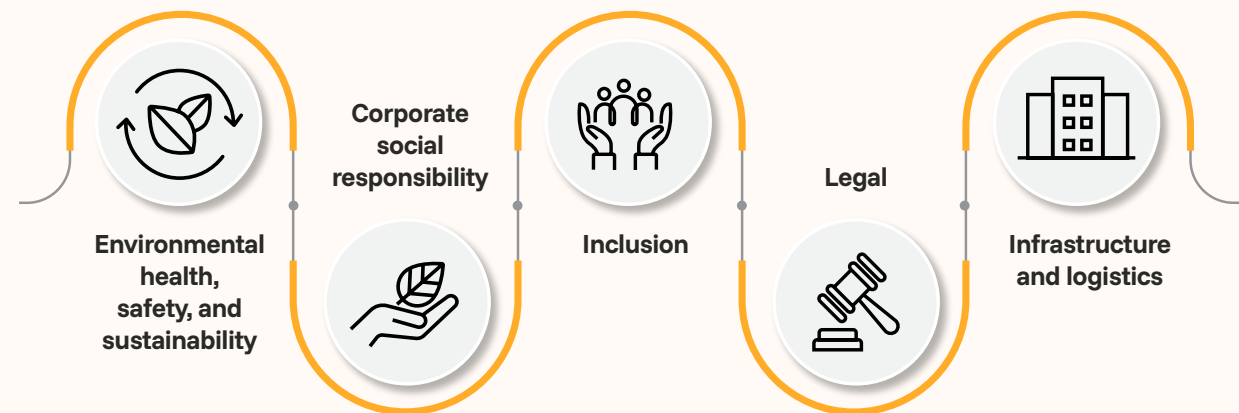 Environmental
health,
safety, and
sustainability
Corporate
social
responsibility
Inclusion
Legal
Infrastructure
and logistics